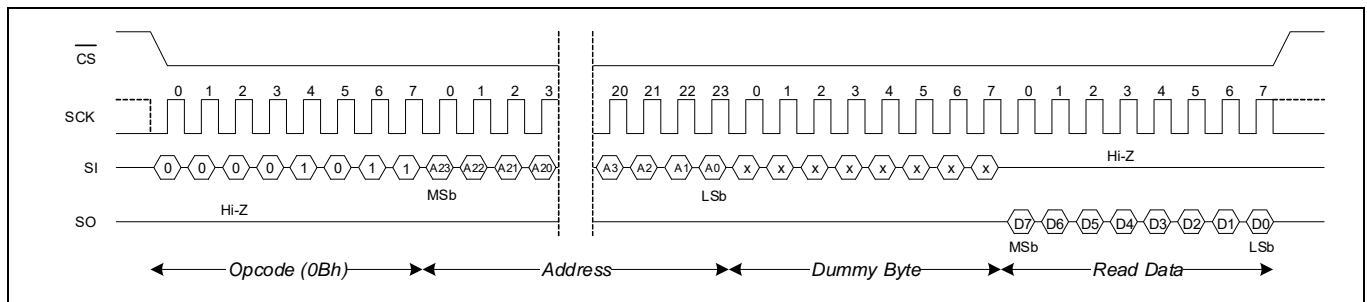 CS
0 1 2 3 4 5 6 7 0 1 2 3 20 21 22 23 0 1 2 3 4 5 6 7 0 1 2 3 4 5 6 7
SCK
Hi-Z
SI 0 0 0 0 1 0 1 1 A23 A22 A21 A20 A3 A2 A1 A0 x x x x x x x x
MSb LSb
Hi-Z
SO D7 D6 D5 D4 D3 D2 D1 D0
MSb LSb
Opcode (0Bh) Address Dummy Byte Read Data